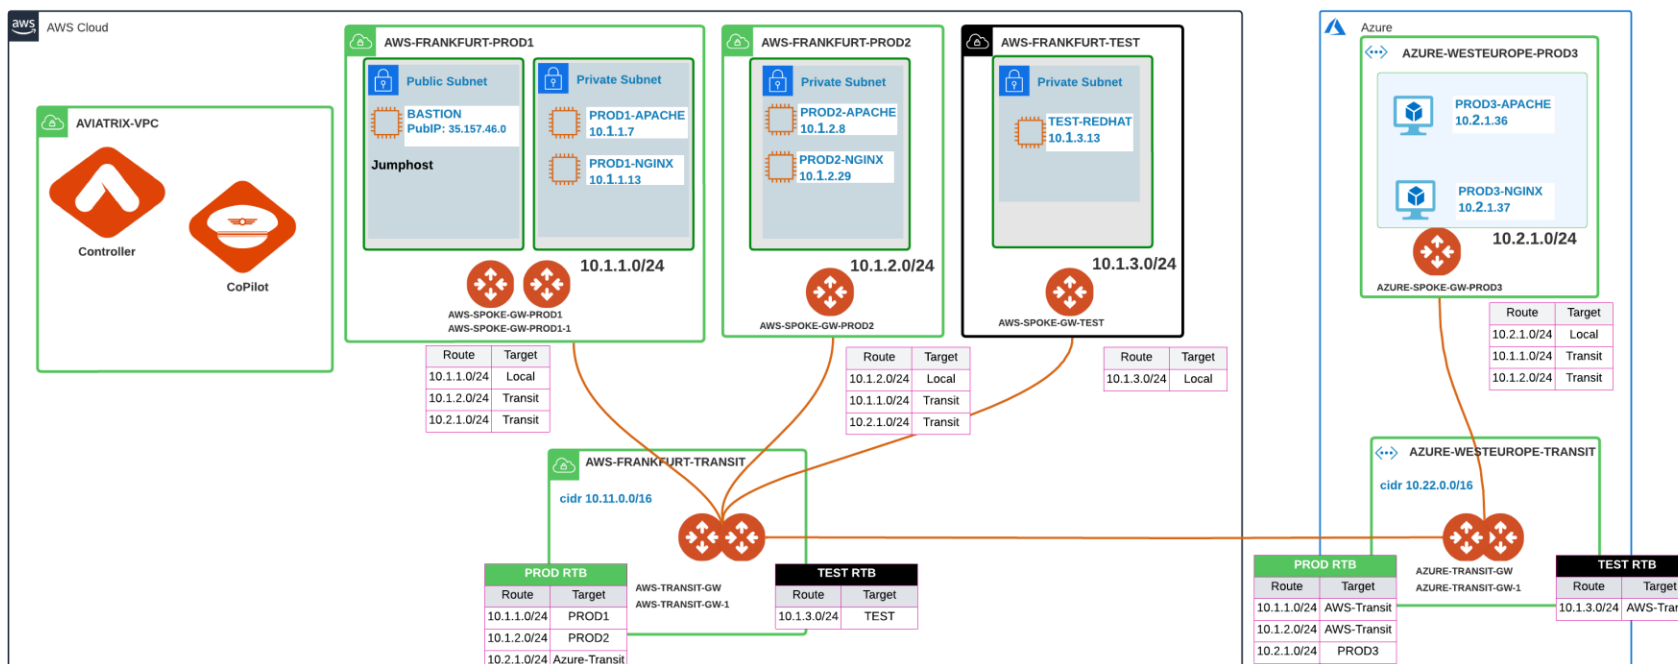 aws
AWS Cloud
AVIATRIX-VPC
Controller
CoPilot
AWS-FRANKFURT-PROD1
Public Subnet
BASTION
PubIP: 35.157.46.0
Jumphost
Private Subnet
PROD1-APACHE
10.1.1.7
PROD1-NGINX
10.1.1.13
10.1.1.0/24
AWS-SPOKE-GW-PROD1
AWS-SPOKE-GW-PROD1-1
Route Target
10.1.1.0/24 Local
10.1.2.0/24 Transit
10.2.1.0/24 Transit
AWS-FRANKFURT-PROD2
Private Subnet
PROD2-APACHE
10.1.2.8
PROD2-NGINX
10.1.2.29
10.1.2.0/24
AWS-SPOKE-GW-PROD2
Route Target
10.1.2.0/24 Local
10.1.1.0/24 Transit
10.2.1.0/24 Transit
AWS-FRANKFURT-TEST
Private Subnet
TEST-REDHAT
10.1.3.13
10.1.3.0/24
AWS-SPOKE-GW-TEST
Route Target
10.1.3.0/24 Local
AWS-FRANKFURT-TRANSIT
cidr 10.11.0.0/16
AWS-TRANSIT-GW
AWS-TRANSIT-GW-1
PROD RTB
Route Target
10.1.1.0/24 PROD1
10.1.2.0/24 PROD2
10.2.1.0/24 Azure-Transit
TEST RTB
Route Target
10.1.3.0/24 TEST
Azure
AZURE-WESTEUROPE-PROD3
PROD3-APACHE
10.2.1.36
PROD3-NGINX
10.2.1.37
10.2.1.0/24
AZURE-SPOKE-GW-PROD3
Route Target
10.2.1.0/24 Local
10.1.1.0/24 Transit
10.1.2.0/24 Transit
AZURE-WESTEUROPE-TRANSIT
cidr 10.22.0.0/16
AZURE-TRANSIT-GW
AZURE-TRANSIT-GW-1
PROD RTB
Route Target
10.1.1.0/24 AWS-Transit
10.1.2.0/24 AWS-Transit
10.2.1.0/24 PROD3
TEST RTB
Route Target
10.1.3.0/24 AWS-Tran